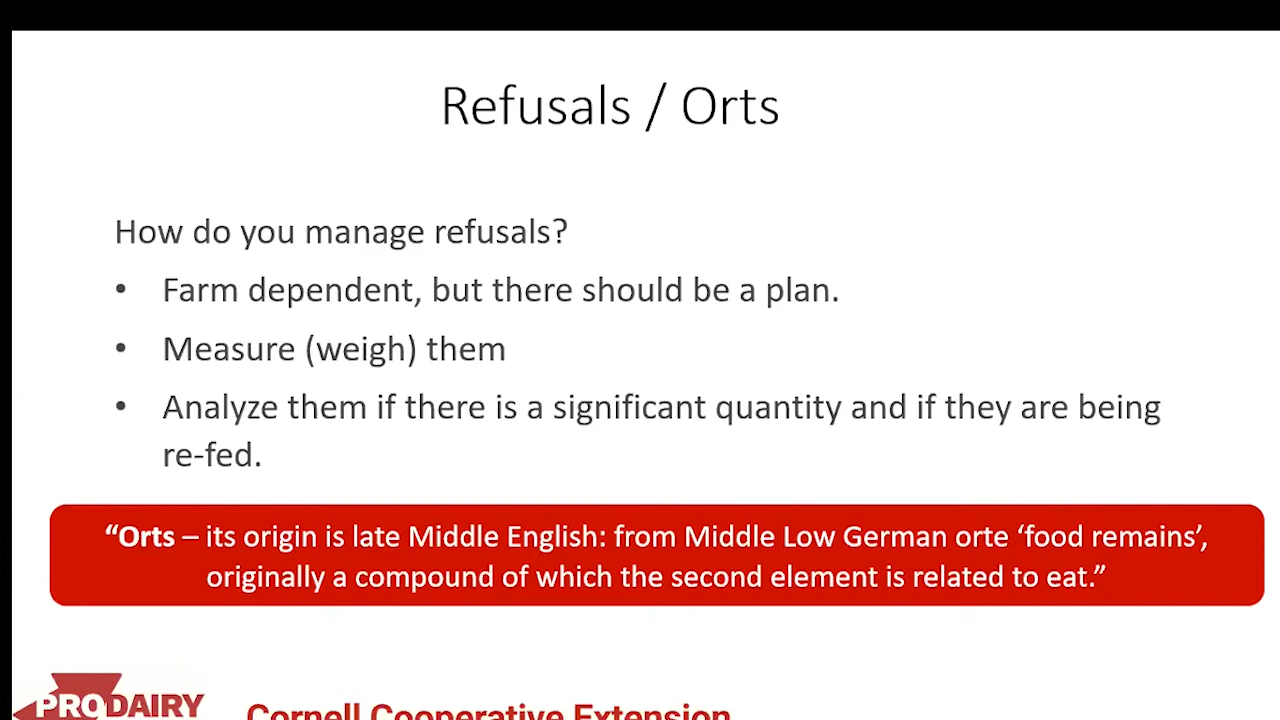 Refusals / Orts
How do you manage refusals?
• Farm dependent, but there should be a plan.
• Measure (weigh) them
• Analyze them if there is a significant quantity and if they are being
re-fed.
“Orts – its origin is late Middle English: from Middle Low German orte ‘food remains’,
originally a compound of which the second element is related to eat.”
PRODAIRY
Cornell Cooperative Extension